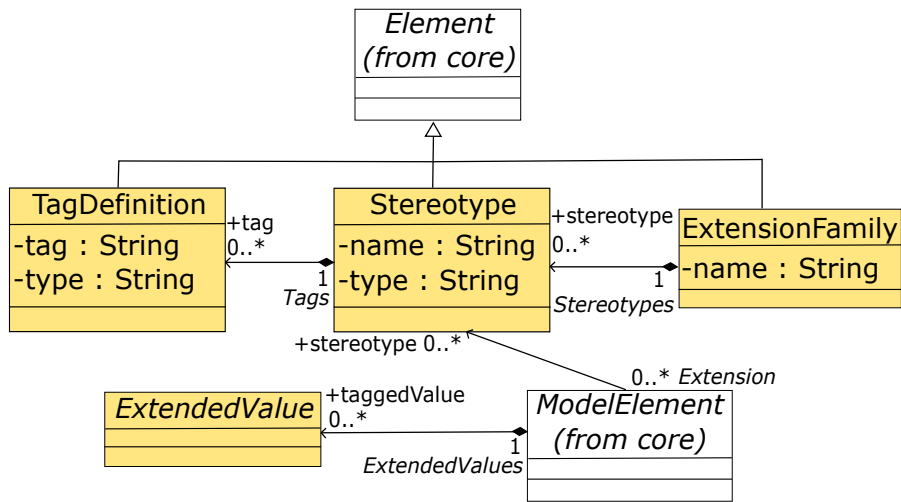 Element
(from core)
TagDefinition
-tag : String
-type : String
+tag
0..*
1
Tags
Stereotype
-name : String
-type : String
+stereotype
0..*
1
Stereotypes
ExtensionFamily
-name : String
+stereotype 0..*
0..* Extension
ExtendedValue
+taggedValue
0..*
1
ExtendedValues
ModelElement
(from core)